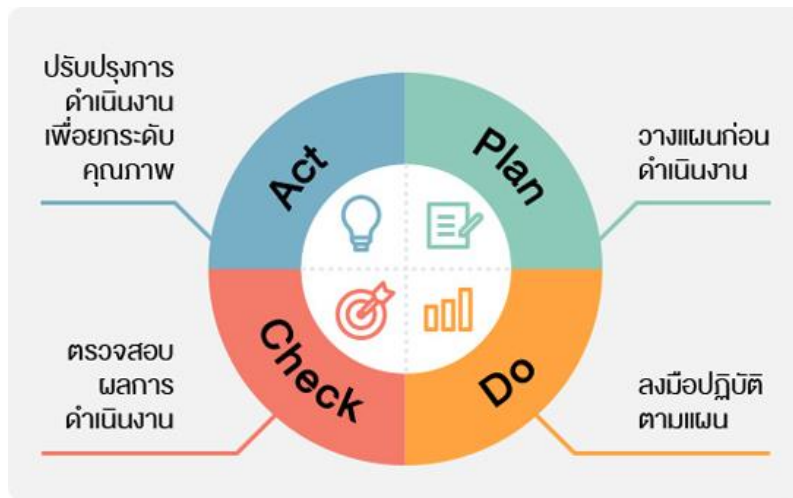 ปรับปรุงการ
ดำเนินงาน
เพื่อยกระดับ
คุณภาพ
Act
Plan
วางแผนก่อน
ดำเนินงาน
ตรวจสอบ
ผลการ
ดำเนินงาน
Check
Do
ลงมือปฏิบัติ
ตามแผน